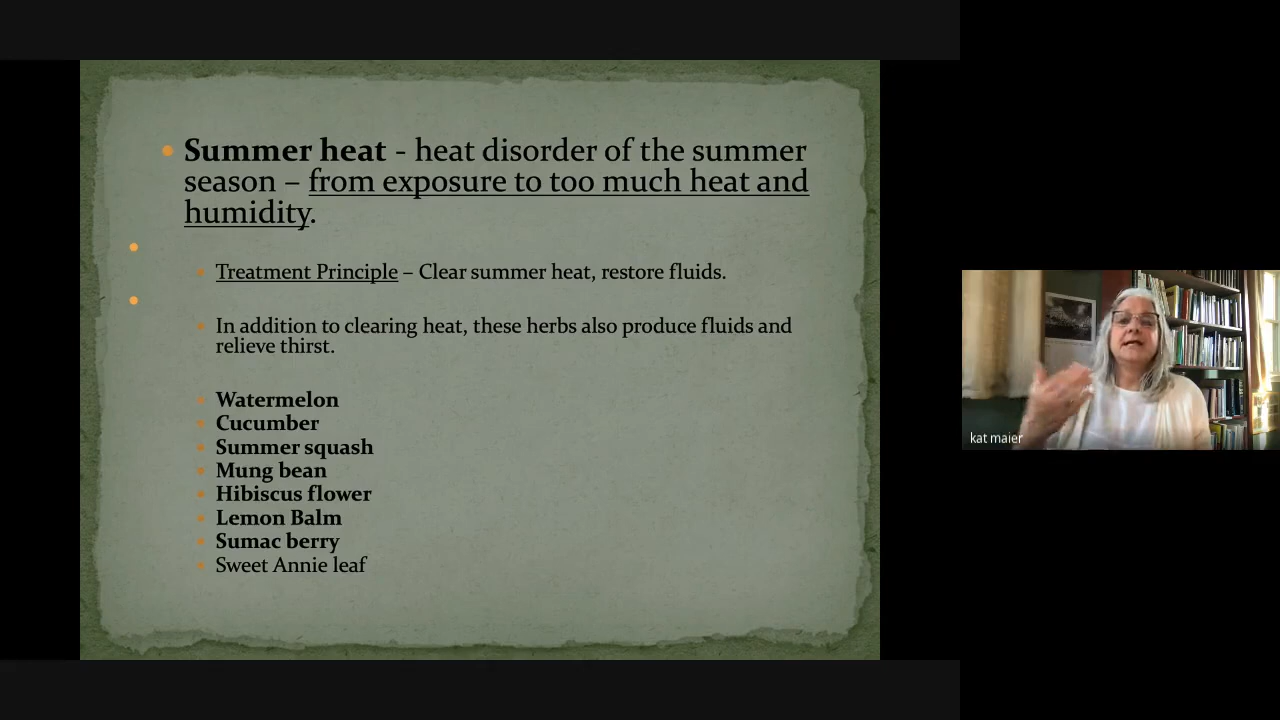 Summer heat - heat disorder of the summer
season – from exposure to too much heat and
humidity.
Treatment Principle – Clear summer heat, restore fluids.
In addition to clearing heat, these herbs also produce fluids and
relieve thirst.
Watermelon
Cucumber
Summer squash
Mung bean
Hibiscus flower
Lemon Balm
Sumac berry
Sweet Annie leaf
kat maier